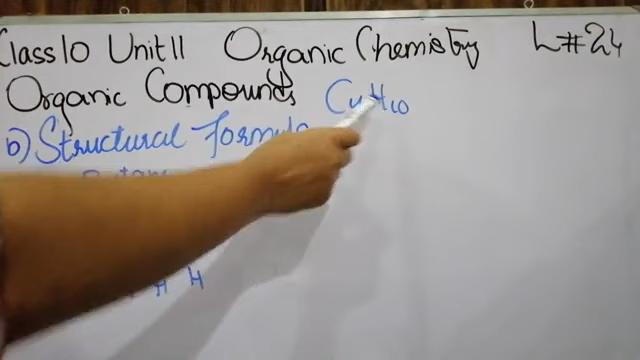 Class 10 Unit 11 Organic Chemistry L#24
Organic Compounds C4H10
b) Structural Formula
H H